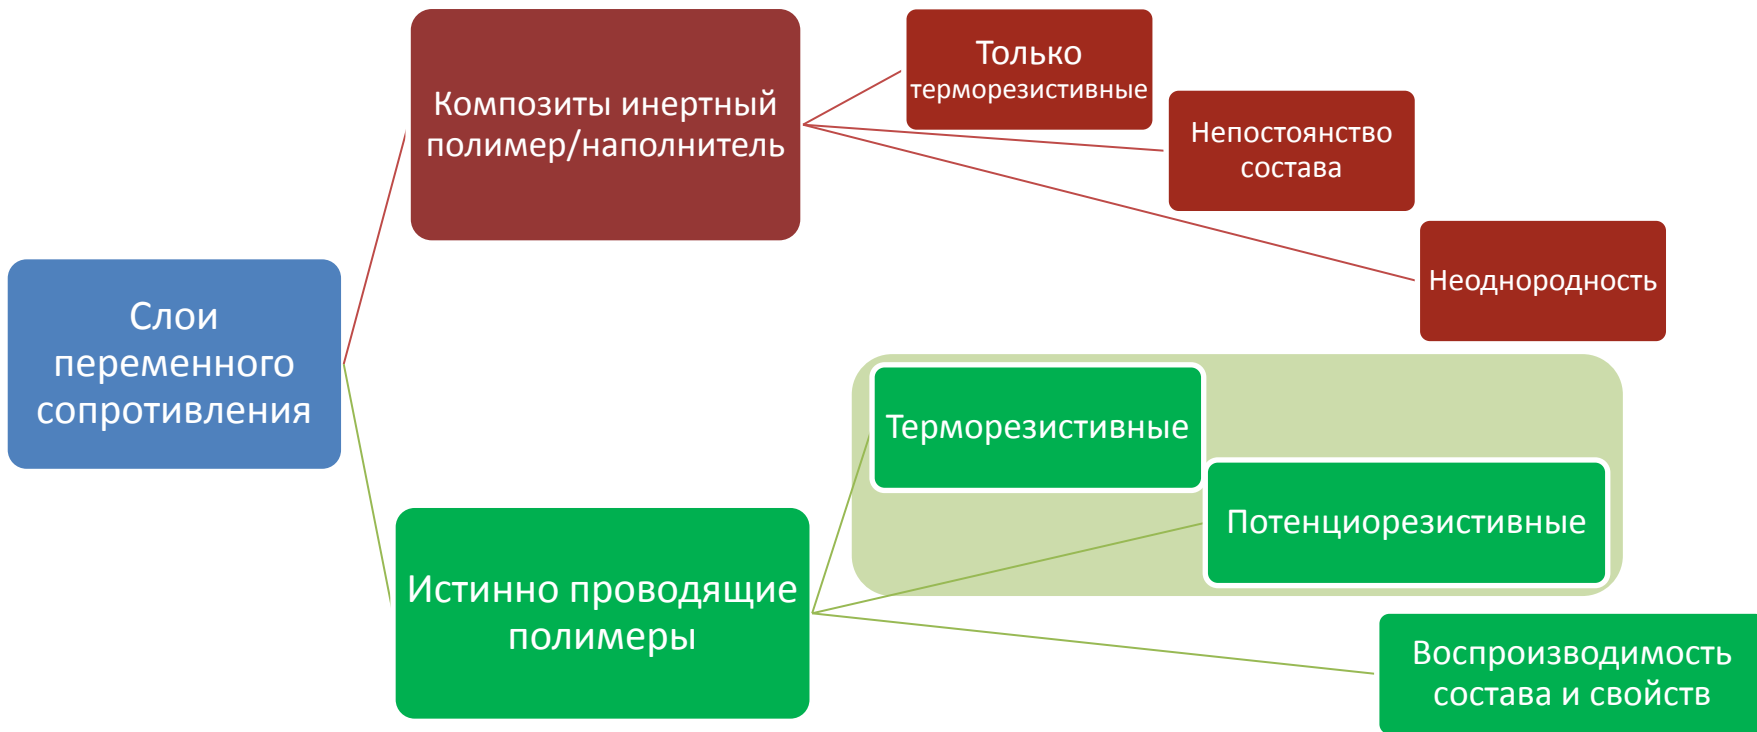 Слои
переменного
сопротивления
Композиты инертный
полимер/наполнитель
Только
терморезистивные
Непостоянство
состава
Неоднородность
Истинно проводящие
полимеры
Терморезистивные
Потенциорезистивные
Воспроизводимость
состава и свойств